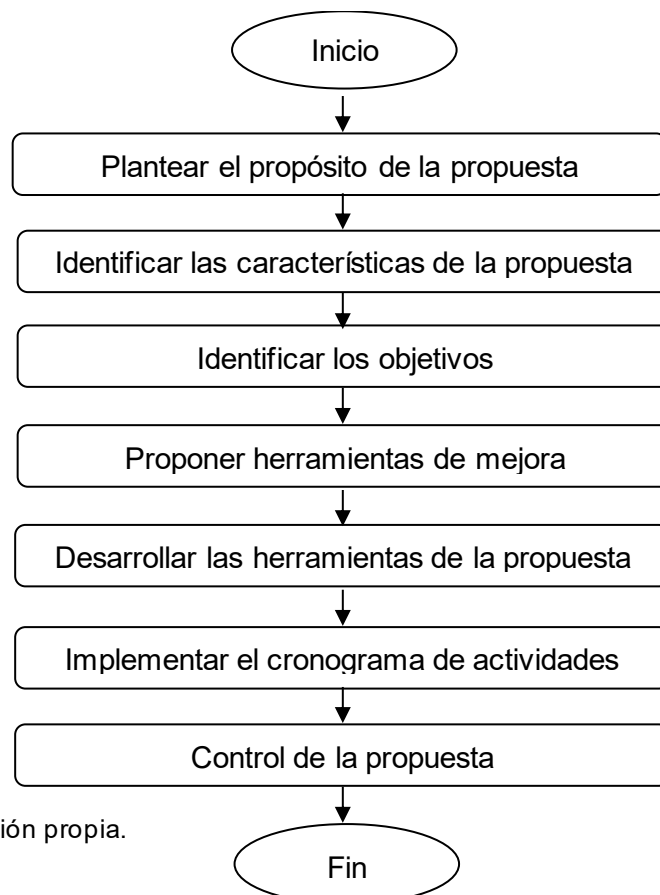 Inicio
Plantear el propósito de la propuesta
Identificar las características de la propuesta
Identificar los objetivos
Proponer herramientas de mejora
Desarrollar las herramientas de la propuesta
Implementar el cronograma de actividades
Control de la propuesta
ión propia.
Fin